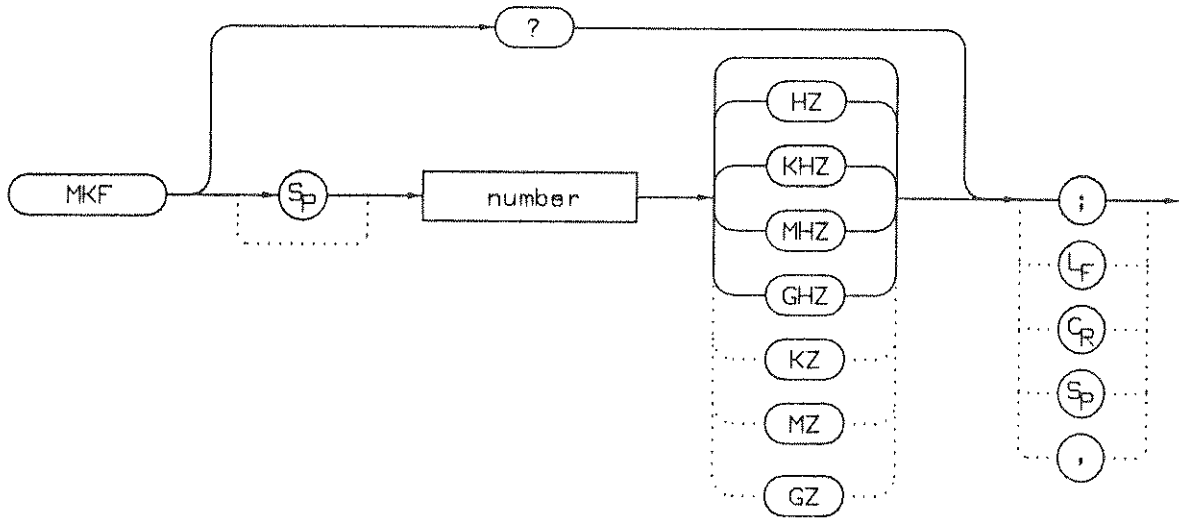 ?
HZ
KHZ
MKF SP number ;
MHZ
LF
GHZ
CR
KZ
SP
MZ
,
GZ